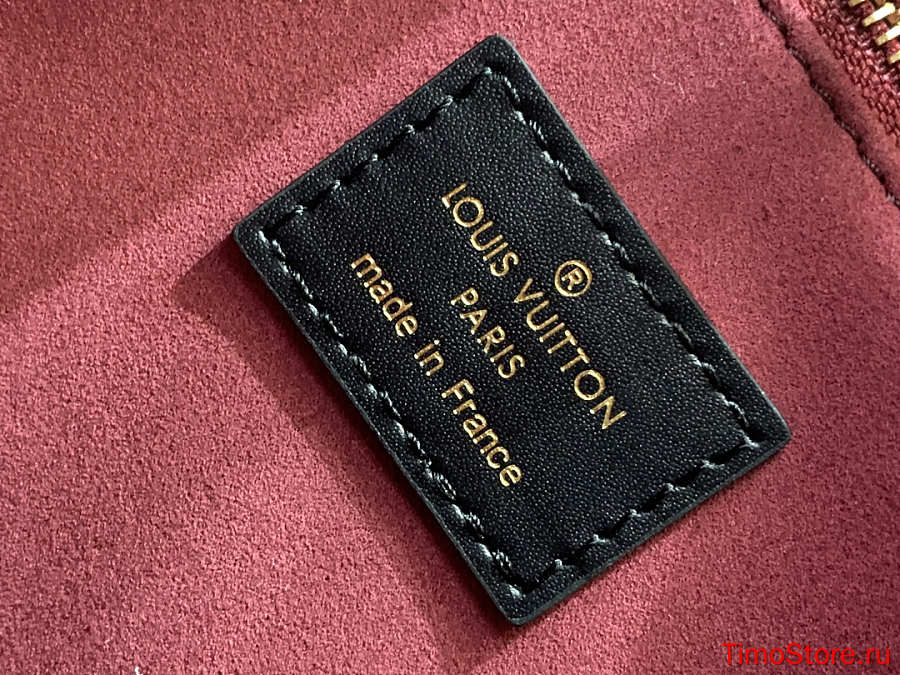 ®
LOUIS VUITTON
PARIS
made in France
TimoStore.ru